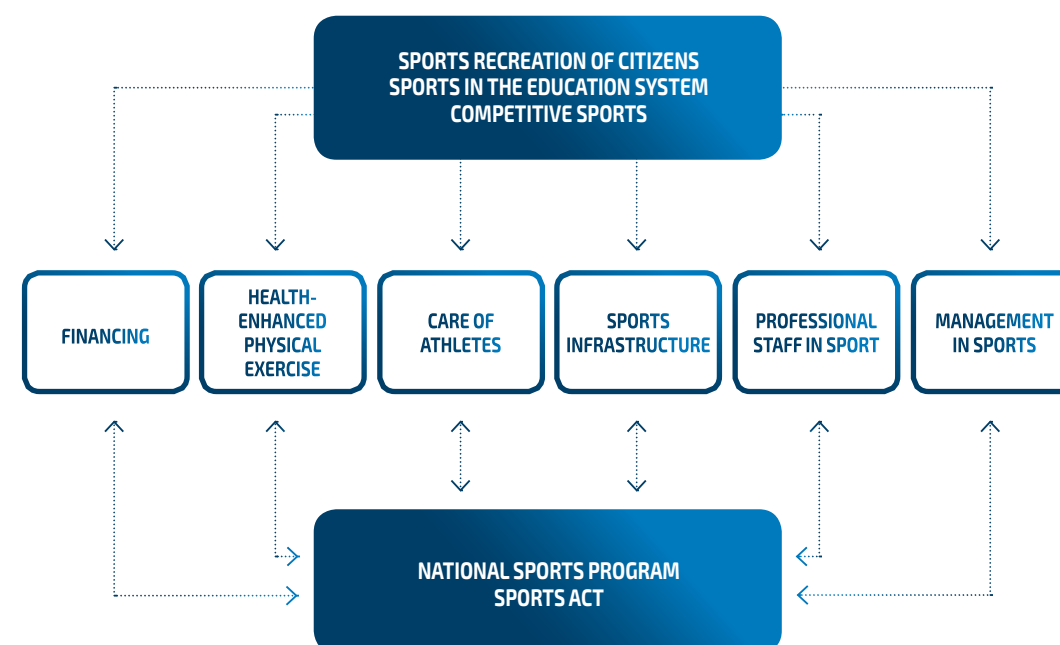 SPORTS RECREATION OF CITIZENS
SPORTS IN THE EDUCATION SYSTEM
COMPETITIVE SPORTS
FINANCING
HEALTH-
ENHANCED
PHYSICAL
EXERCISE
CARE OF
ATHLETES
SPORTS
INFRASTRUCTURE
PROFESSIONAL
STAFF IN SPORT
MANAGEMENT
IN SPORTS
NATIONAL SPORTS PROGRAM
SPORTS ACT